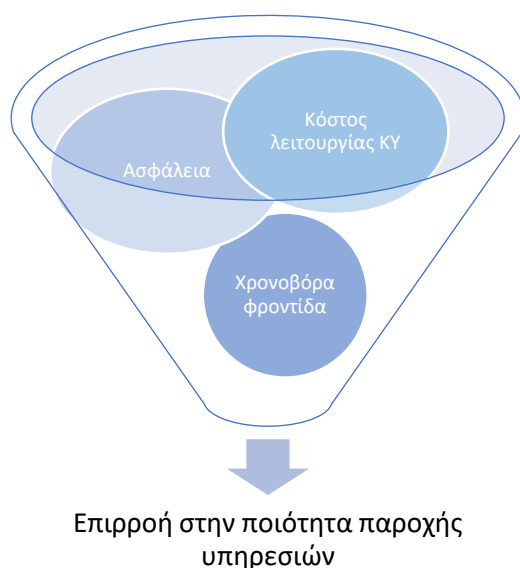 Κόστος
λειτουργίας ΚΥ
Ασφάλεια
Χρονοβόρα
φροντίδα
Επιρροή στην ποιότητα παροχής
υπηρεσιών